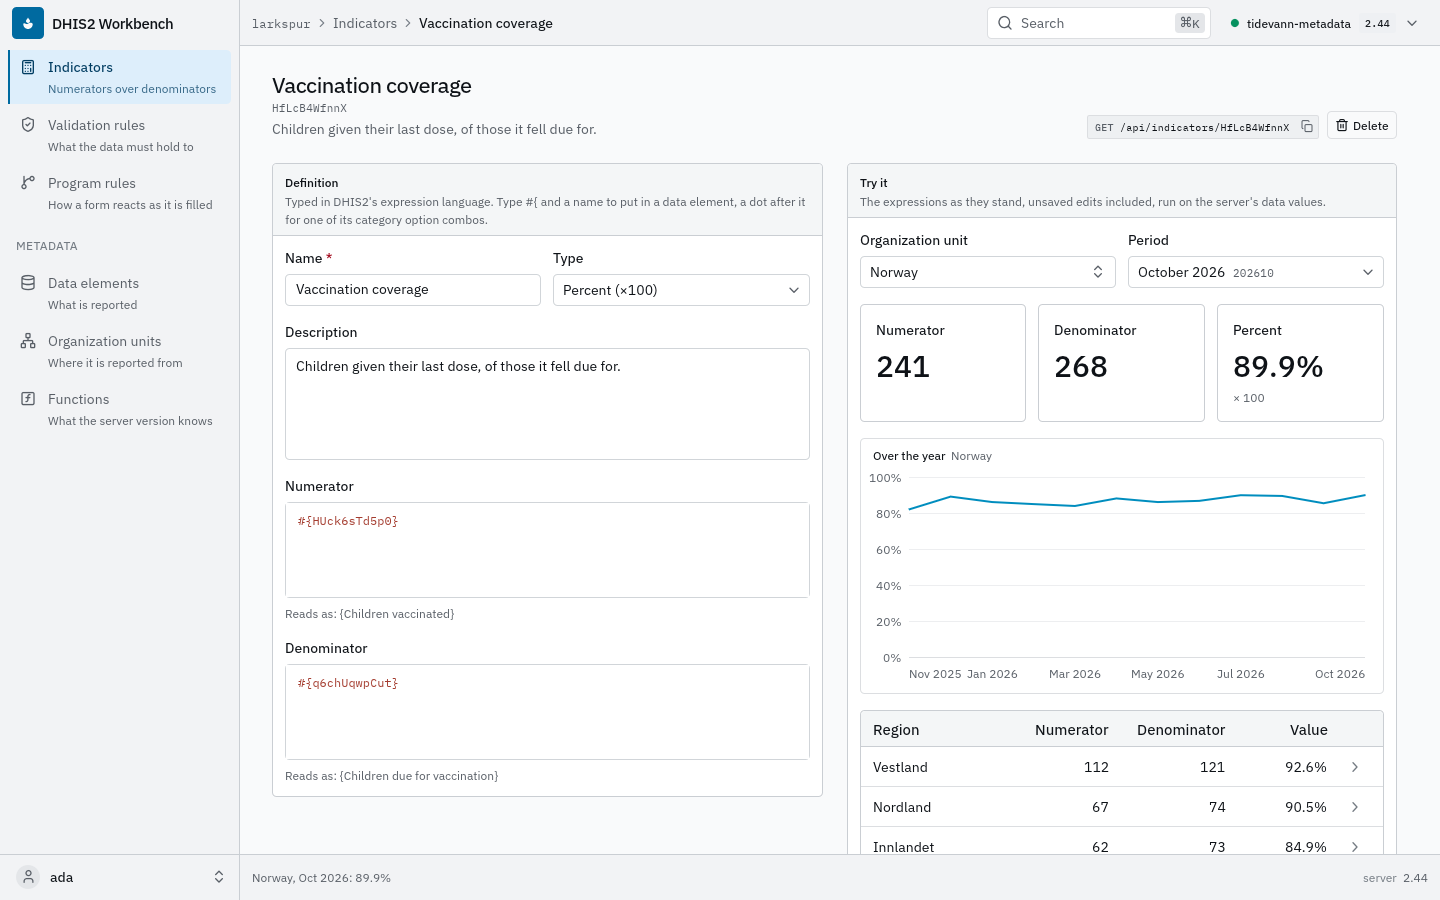 DHIS2 Workbench
larkspur > Indicators > Vaccination coverage
Search ⌘K
tidevann-metadata 2.44
Indicators
Numerators over denominators
Validation rules
What the data must hold to
Program rules
How a form reacts as it is filled
METADATA
Data elements
What is reported
Organization units
Where it is reported from
Functions
What the server version knows
ada
Vaccination coverage
HfLcB4WfnnX
Children given their last dose, of those it fell due for.
GET /api/indicators/HfLcB4WfnnX
Delete
Definition
Typed in DHIS2's expression language. Type #{ and a name to put in a data element, a dot after it
for one of its category option combos.
Name *
Type
Vaccination coverage
Percent (×100)
Description
Children given their last dose, of those it fell due for.
Numerator
#{HUck6sTd5p0}
Reads as: {Children vaccinated}
Denominator
#{q6chUqwpCut}
Reads as: {Children due for vaccination}
Try it
The expressions as they stand, unsaved edits included, run on the server's data values.
Organization unit
Period
Norway
October 2026 202610
Numerator
241
Denominator
268
Percent
89.9%
× 100
Over the year Norway
100%
80%
60%
40%
20%
0%
Nov 2025 Jan 2026 Mar 2026 May 2026 Jul 2026 Oct 2026
Region Numerator Denominator Value
Vestland 112 121 92.6%
Nordland 67 74 90.5%
Innlandet 62 73 84.9%
Norway, Oct 2026: 89.9%
server 2.44